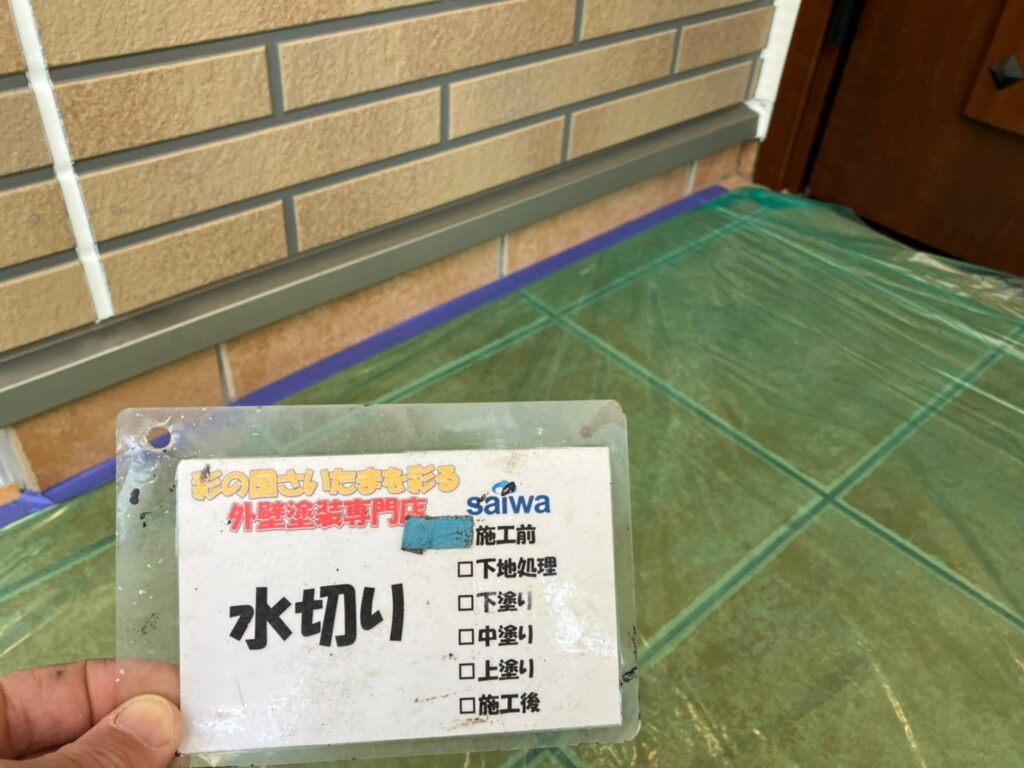 彩の国さいたまを彩る
外壁塗装専門店
saiwa
水切り
施工前
□下地処理
□下塗り
□中塗り
□上塗り
□施工後